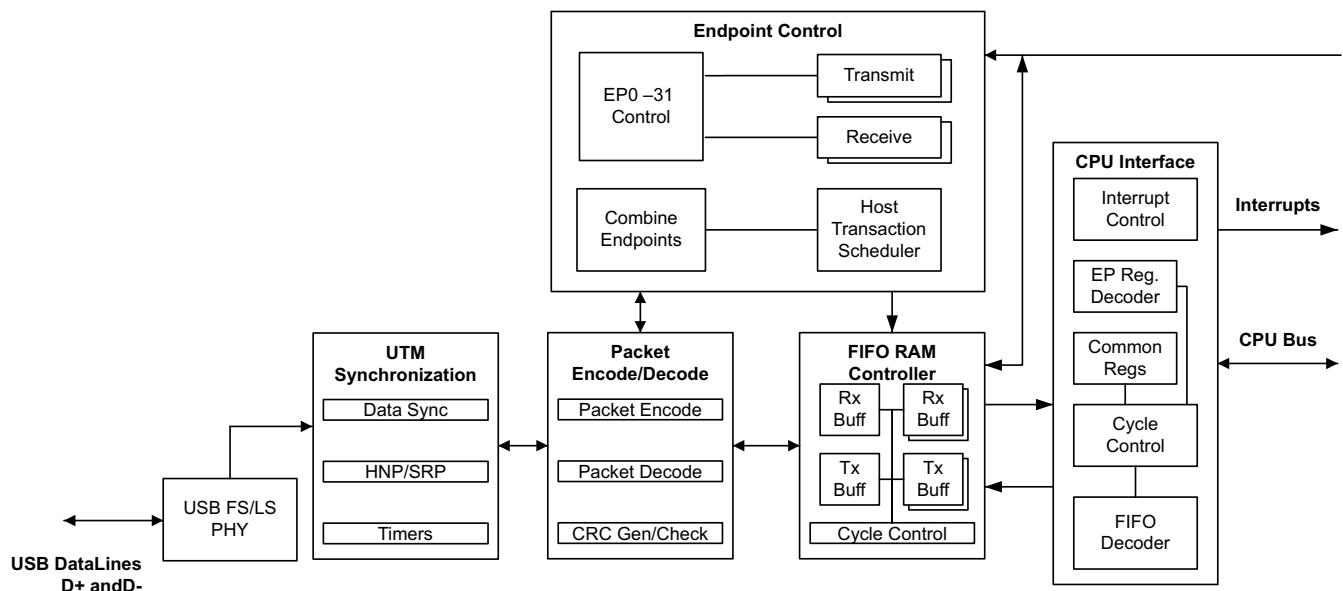 Endpoint Control
EP0 –31
Control
Transmit
Receive
Combine
Endpoints
Host
Transaction
Scheduler
CPU Interface
Interrupt
Control
Interrupts
EP Reg.
Decoder
Common
Regs
CPU Bus
Cycle
Control
FIFO
Decoder
UTM
Synchronization
Data Sync
HNP/SRP
Timers
Packet
Encode/Decode
Packet Encode
Packet Decode
CRC Gen/Check
FIFO RAM
Controller
Rx
Buff
Rx
Buff
Tx
Buff
Tx
Buff
Cycle Control
USB FS/LS
PHY
USB DataLines
D+ andD-